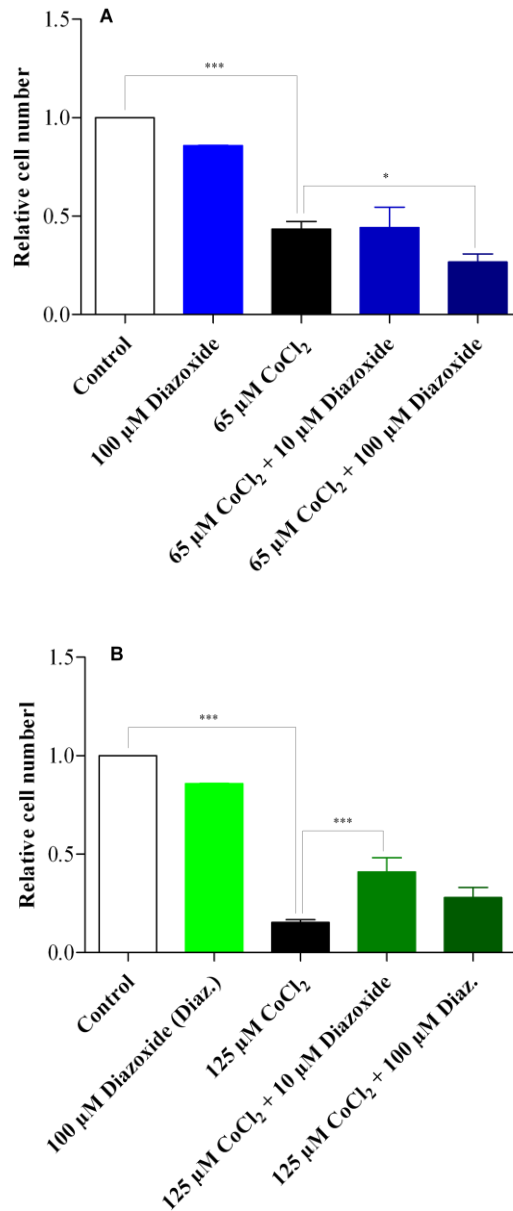 A
Relative cell number
1.5
1.0
0.5
0.0
***
*
Control
100 µM Diazoxide
65 µM CoCl₂
65 µM CoCl₂ + 10 µM Diazoxide
65 µM CoCl₂ + 100 µM Diazoxide
B
Relative cell numberl
1.5
1.0
0.5
0.0
***
***
Control
100 µM Diazoxide (Diaz.)
125 µM CoCl₂
125 µM CoCl₂ + 10 µM Diazoxide
125 µM CoCl₂ + 100 µM Diaz.